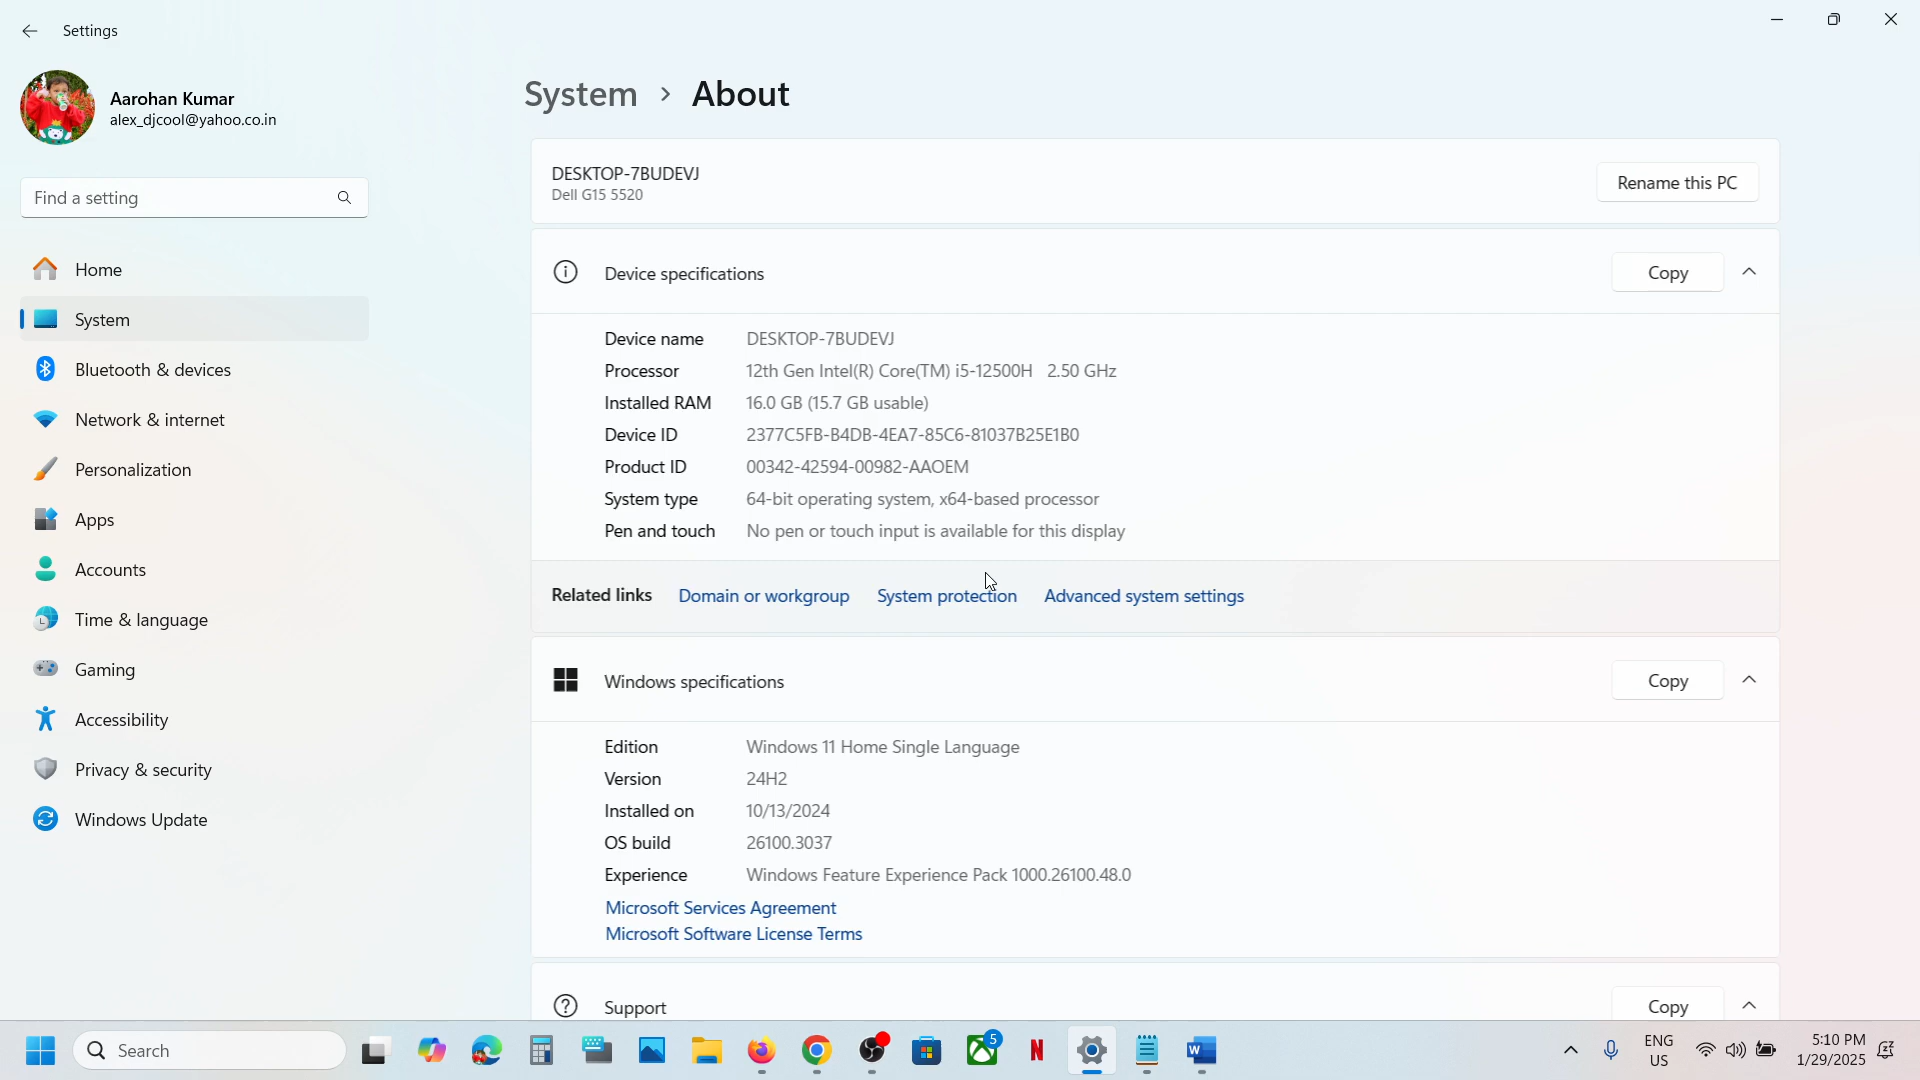 Settings
Aarohan Kumar
alex_djcool@yahoo.co.in
Find a setting
Home
System
Bluetooth & devices
Network & internet
Personalization
Apps
Accounts
Time & language
Gaming
Accessibility
Privacy & security
Windows Update
System > About
DESKTOP-7BUDEVJ
Dell G15 5520
Rename this PC
Device specifications
Copy
Device name DESKTOP-7BUDEVJ
Processor 12th Gen Intel(R) Core(TM) i5-12500H 2.50 GHz
Installed RAM 16.0 GB (15.7 GB usable)
Device ID 2377C5FB-B4DB-4EA7-85C6-81037B25E1B0
Product ID 00342-42594-00982-AAOEM
System type 64-bit operating system, x64-based processor
Pen and touch No pen or touch input is available for this display
Related links Domain or workgroup System protection Advanced system settings
Windows specifications
Copy
Edition Windows 11 Home Single Language
Version 24H2
Installed on 10/13/2024
OS build 26100.3037
Experience Windows Feature Experience Pack 1000.26100.48.0
Microsoft Services Agreement
Microsoft Software License Terms
Support
Copy
Search
5
N
W
ENG
US
5:10 PM
1/29/2025